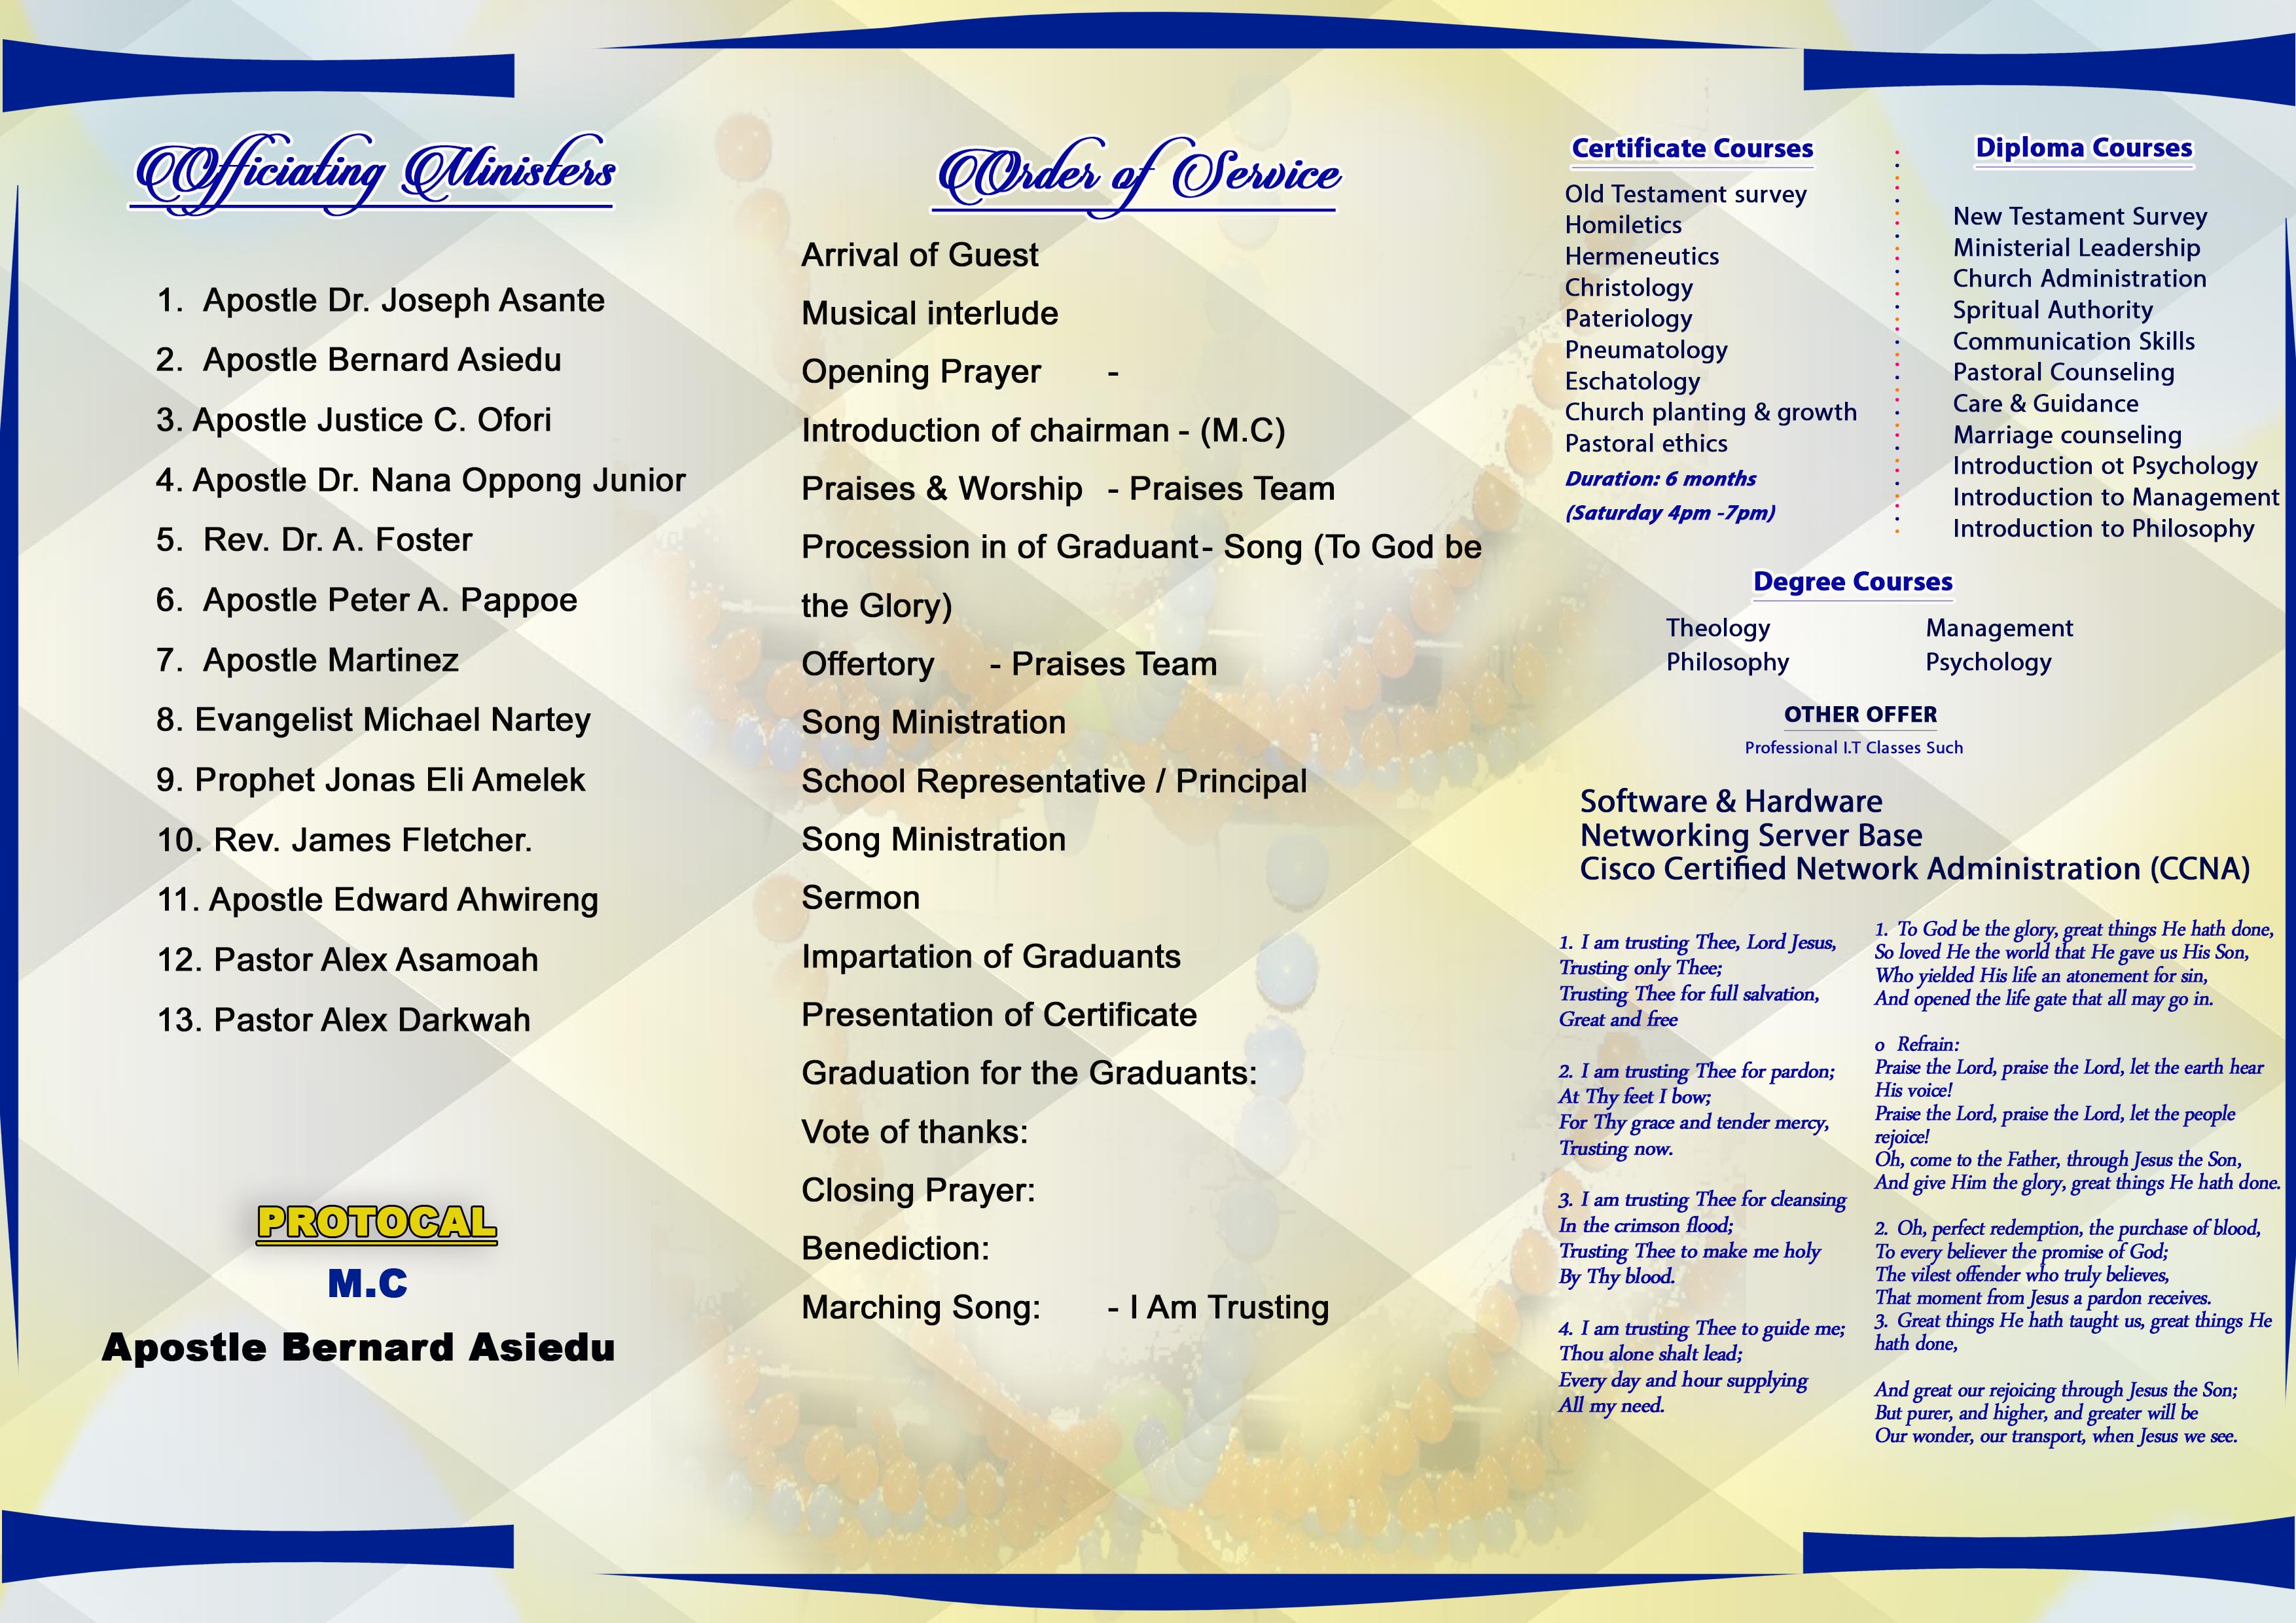 Officiating Ministers
1. Apostle Dr. Joseph Asante
2. Apostle Bernard Asiedu
3. Apostle Justice C. Ofori
4. Apostle Dr. Nana Oppong Junior
5. Rev. Dr. A. Foster
6. Apostle Peter A. Pappoe
7. Apostle Martinez
8. Evangelist Michael Nartey
9. Prophet Jonas Eli Amelek
10. Rev. James Fletcher.
11. Apostle Edward Ahwireng
12. Pastor Alex Asamoah
13. Pastor Alex Darkwah
PROTOCAL
M.C
Apostle Bernard Asiedu
Order of Service
Arrival of Guest
Musical interlude
Opening Prayer -
Introduction of chairman - (M.C)
Praises & Worship - Praises Team
Procession in of Graduant- Song (To God be
the Glory)
Offertory - Praises Team
Song Ministration
School Representative / Principal
Song Ministration
Sermon
Impartation of Graduants
Presentation of Certificate
Graduation for the Graduants:
Vote of thanks:
Closing Prayer:
Benediction:
Marching Song: - I Am Trusting
Certificate Courses
Old Testament survey
Homiletics
Hermeneutics
Christology
Pateriology
Pneumatology
Eschatology
Church planting & growth
Pastoral ethics
Duration: 6 months
(Saturday 4pm -7pm)
Diploma Courses
New Testament Survey
Ministerial Leadership
Church Administration
Spritual Authority
Communication Skills
Pastoral Counseling
Care & Guidance
Marriage counseling
Introduction ot Psychology
Introduction to Management
Introduction to Philosophy
Degree Courses
Theology Management
Philosophy Psychology
OTHER OFFER
Professional I.T Classes Such
Software & Hardware
Networking Server Base
Cisco Certified Network Administration (CCNA)
1. I am trusting Thee, Lord Jesus,
Trusting only Thee;
Trusting Thee for full salvation,
Great and free
2. I am trusting Thee for pardon;
At Thy feet I bow;
For Thy grace and tender mercy,
Trusting now.
3. I am trusting Thee for cleansing
In the crimson flood;
Trusting Thee to make me holy
By Thy blood.
4. I am trusting Thee to guide me;
Thou alone shalt lead;
Every day and hour supplying
All my need.
1. To God be the glory, great things He hath done,
So loved He the world that He gave us His Son,
Who yielded His life an atonement for sin,
And opened the life gate that all may go in.
o Refrain:
Praise the Lord, praise the Lord, let the earth hear
His voice!
Praise the Lord, praise the Lord, let the people
rejoice!
Oh, come to the Father, through Jesus the Son,
And give Him the glory, great things He hath done.
2. Oh, perfect redemption, the purchase of blood,
To every believer the promise of God;
The vilest offender who truly believes,
That moment from Jesus a pardon receives.
3. Great things He hath taught us, great things He
hath done,
And great our rejoicing through Jesus the Son;
But purer, and higher, and greater will be
Our wonder, our transport, when Jesus we see.